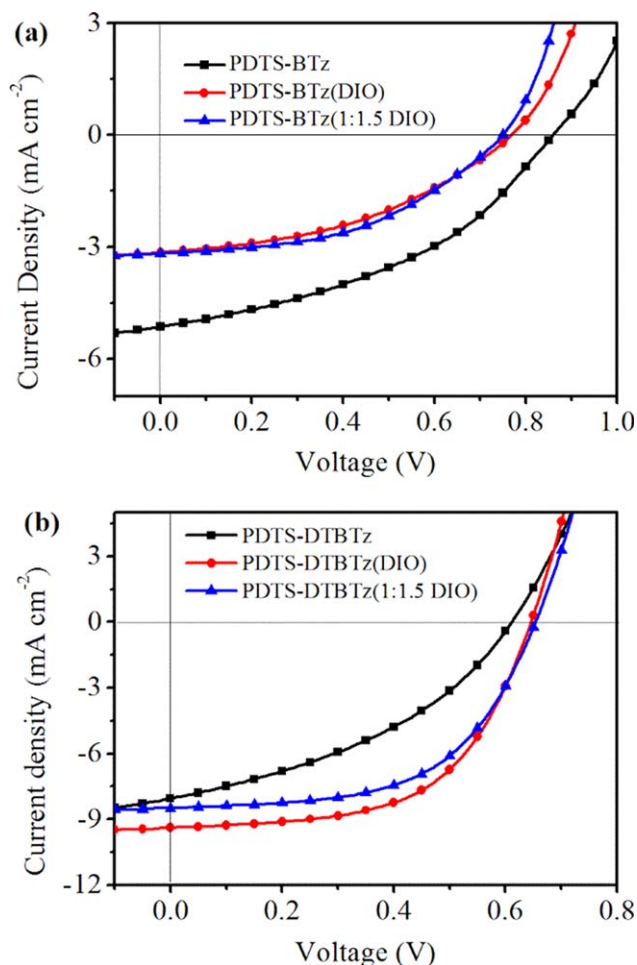 (a)
3
PDTS-BTz
PDTS-BTz(DIO)
PDTS-BTz(1:1.5 DIO)
0
-3
-6
Current Density (mA cm-2)
0.0 0.2 0.4 0.6 0.8 1.0
Voltage (V)
(b)
PDTS-DTBTz
PDTS-DTBTz(DIO)
PDTS-DTBTz(1:1.5 DIO)
3
0
-3
-6
-9
-12
Current density (mA cm-2)
0.0 0.2 0.4 0.6 0.8
Voltage (V)